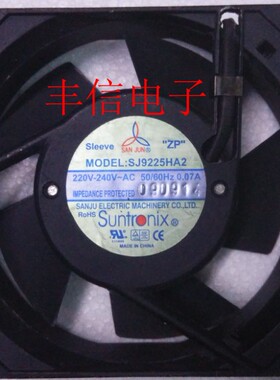 丰信电子
Sleeve
SAN JUN
"ZP"
MODEL:SJ9225HA2
220V-240V~AC 50/60Hz 0.07A
IMPEDANCE PROTECTED 090914
SANJU ELECTRIC MACHINERY CO.,LTD.
RoHS
Suntronix®
MADE IN CHINA